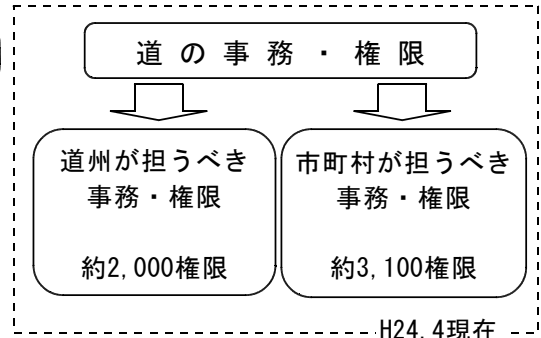 道の事務・権限
道州が担うべき
事務・権限
約2,000権限
市町村が担うべき
事務・権限
約3,100権限
H24.4現在